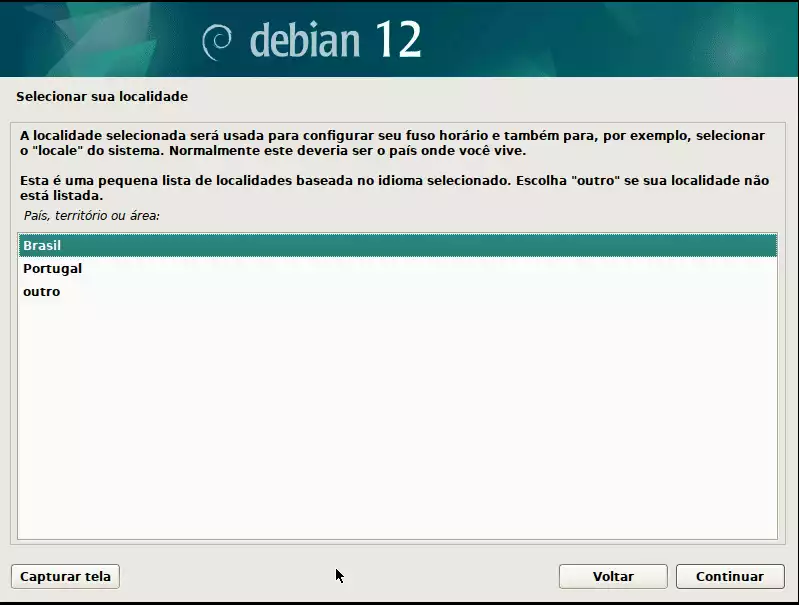 debian 12
Selecionar sua localidade
A localidade selecionada será usada para configurar seu fuso horário e também para, por exemplo, selecionar
o "locale" do sistema. Normalmente este deveria ser o país onde você vive.
Esta é uma pequena lista de localidades baseada no idioma selecionado. Escolha "outro" se sua localidade não
está listada.
País, território ou área:
Brasil
Portugal
outro
Capturar tela
Voltar
Continuar